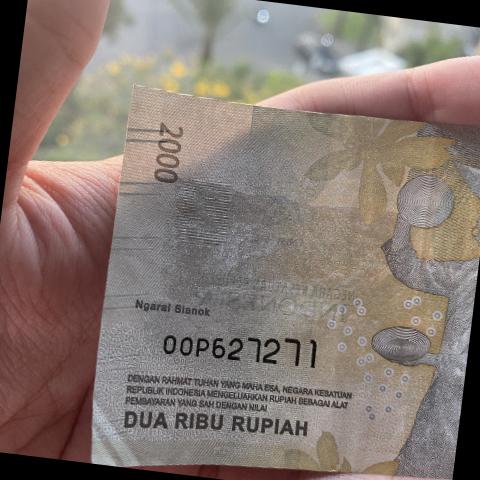 2000
Ngarai Sianok
OOP627271
DENGAN RAHMAT TUHAN YANG MAHA ESA, NEGARA KESATUAN
REPUBLIK INDONESIA MENGELUARKAN RUPIAH SEBAGAI ALAT
PEMBAYARAN YANG SAH DENGAN NILAI
DUA RIBU RUPIAH